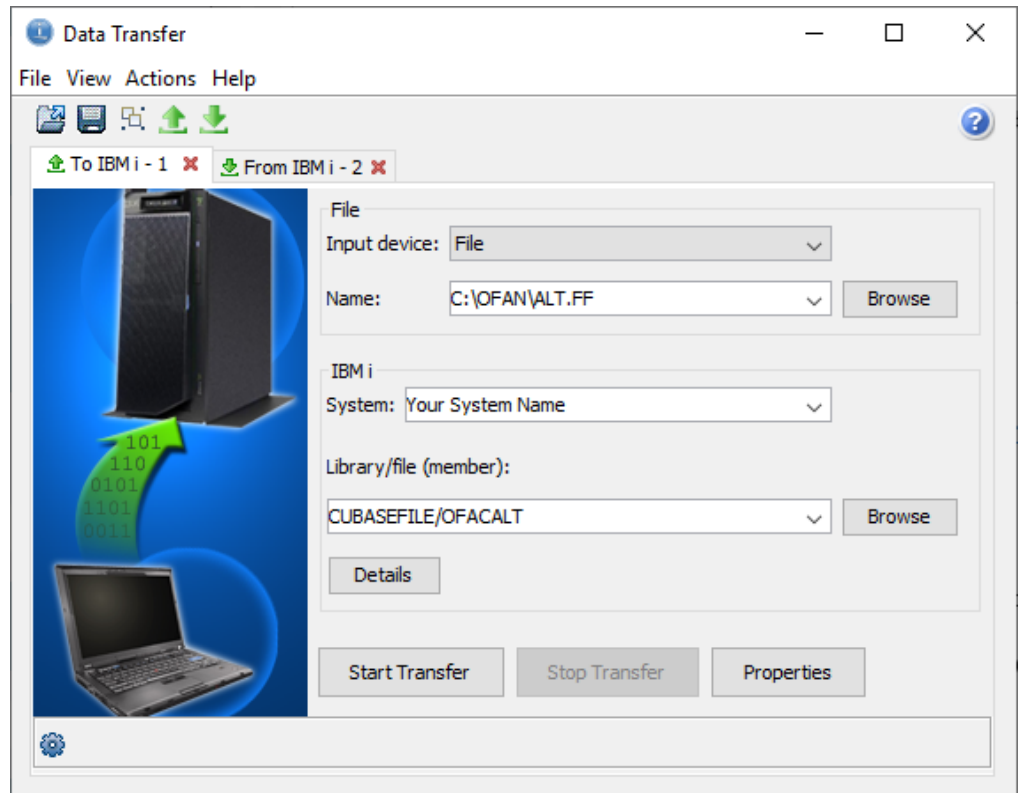 Data Transfer
File View Actions Help
To IBM i - 1
From IBM i - 2
File
Input device: File
Name: C:\OFAN\ALT.FF Browse
IBM i
System: Your System Name
Library/file (member):
CUBASEFILE/OFACALT Browse
Details
Start Transfer Stop Transfer Properties
101
110
0101
1101
0011